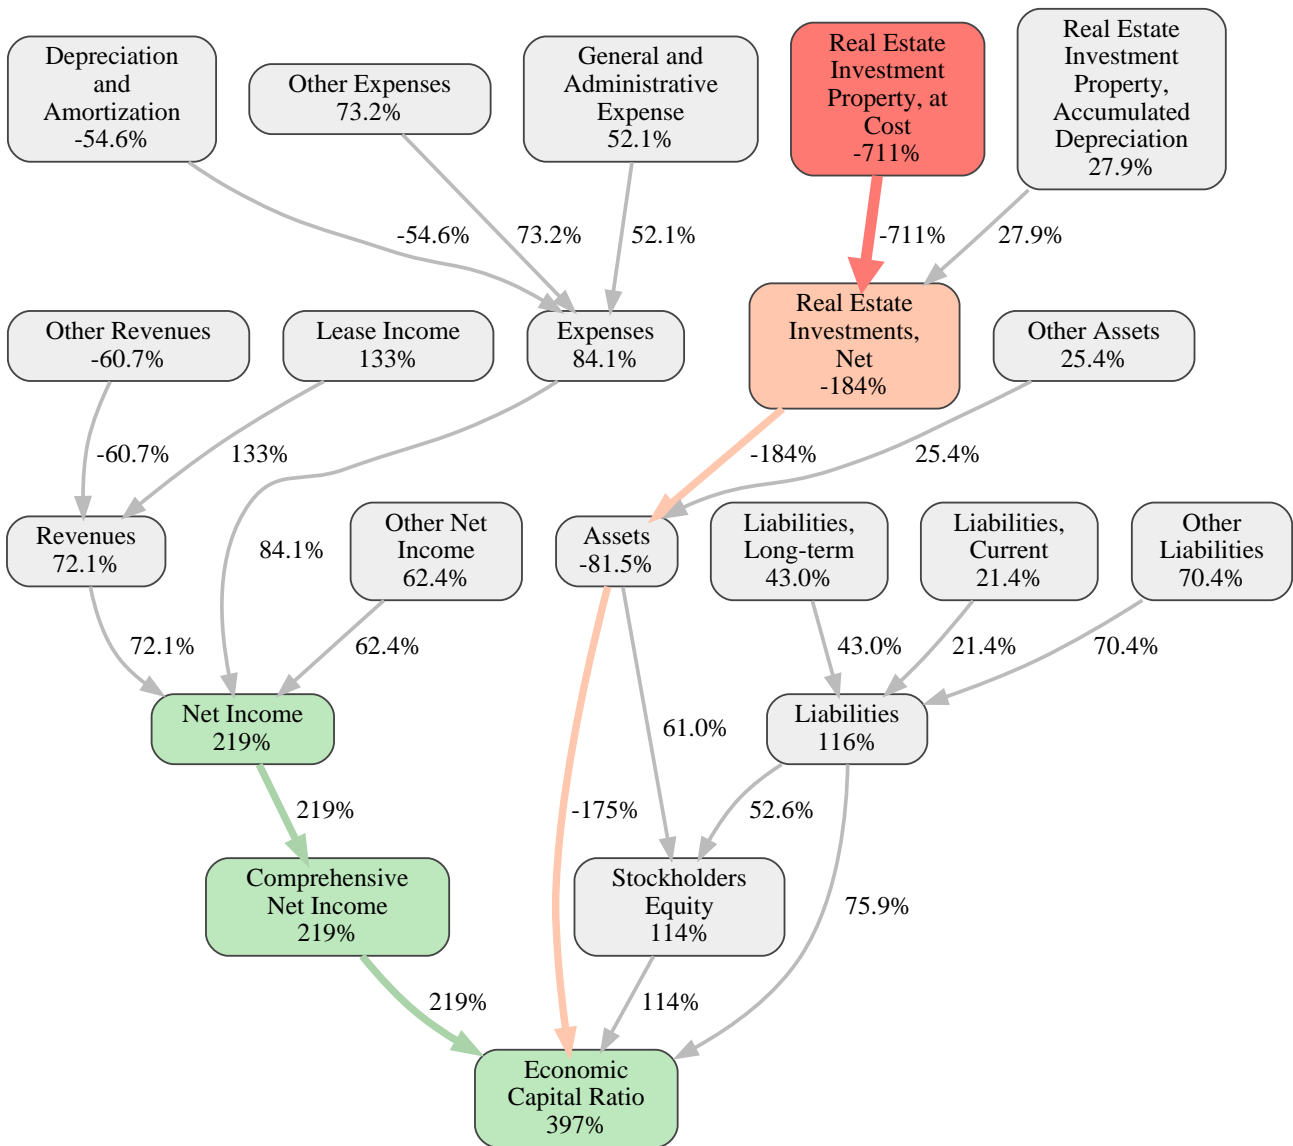 Depreciation
and
Amortization
-54.6%
Other Expenses
73.2%
General and
Administrative
Expense
52.1%
Real Estate
Investment
Property, at
Cost
-711%
Real Estate
Investment
Property,
Accumulated
Depreciation
27.9%
-54.6%
73.2%
52.1%
-711%
27.9%
Other Revenues
-60.7%
Lease Income
133%
Expenses
84.1%
Real Estate
Investments,
Net
-184%
Other Assets
25.4%
-60.7%
133%
-184%
25.4%
Revenues
72.1%
84.1%
Other Net
Income
62.4%
Assets
-81.5%
Liabilities,
Long-term
43.0%
Liabilities,
Current
21.4%
Other
Liabilities
70.4%
72.1%
62.4%
43.0%
21.4%
70.4%
Net Income
219%
61.0%
Liabilities
116%
219%
-175%
52.6%
Comprehensive
Net Income
219%
Stockholders
Equity
114%
75.9%
219%
114%
Economic
Capital Ratio
397%